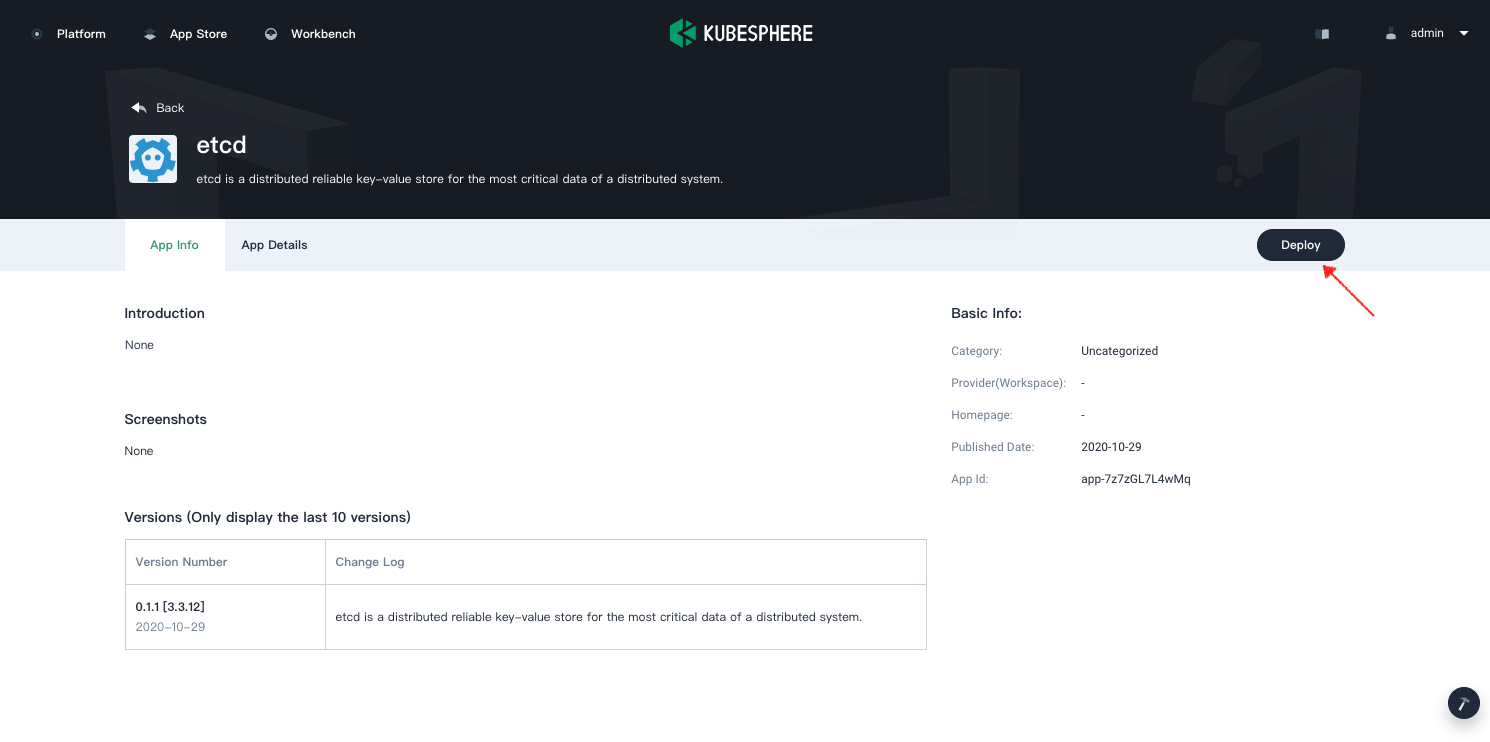 Platform
App Store
Workbench
KUBESPHERE
admin
Back
etcd
etcd is a distributed reliable key-value store for the most critical data of a distributed system.
App Info
App Details
Deploy
Introduction
None
Screenshots
None
Versions (Only display the last 10 versions)
Version Number
Change Log
0.1.1 [3.3.12]
2020-10-29
etcd is a distributed reliable key-value store for the most critical data of a distributed system.
Basic Info:
Category: Uncategorized
Provider(Workspace): -
Homepage: -
Published Date: 2020-10-29
App Id: app-7z7zGL7L4wMq